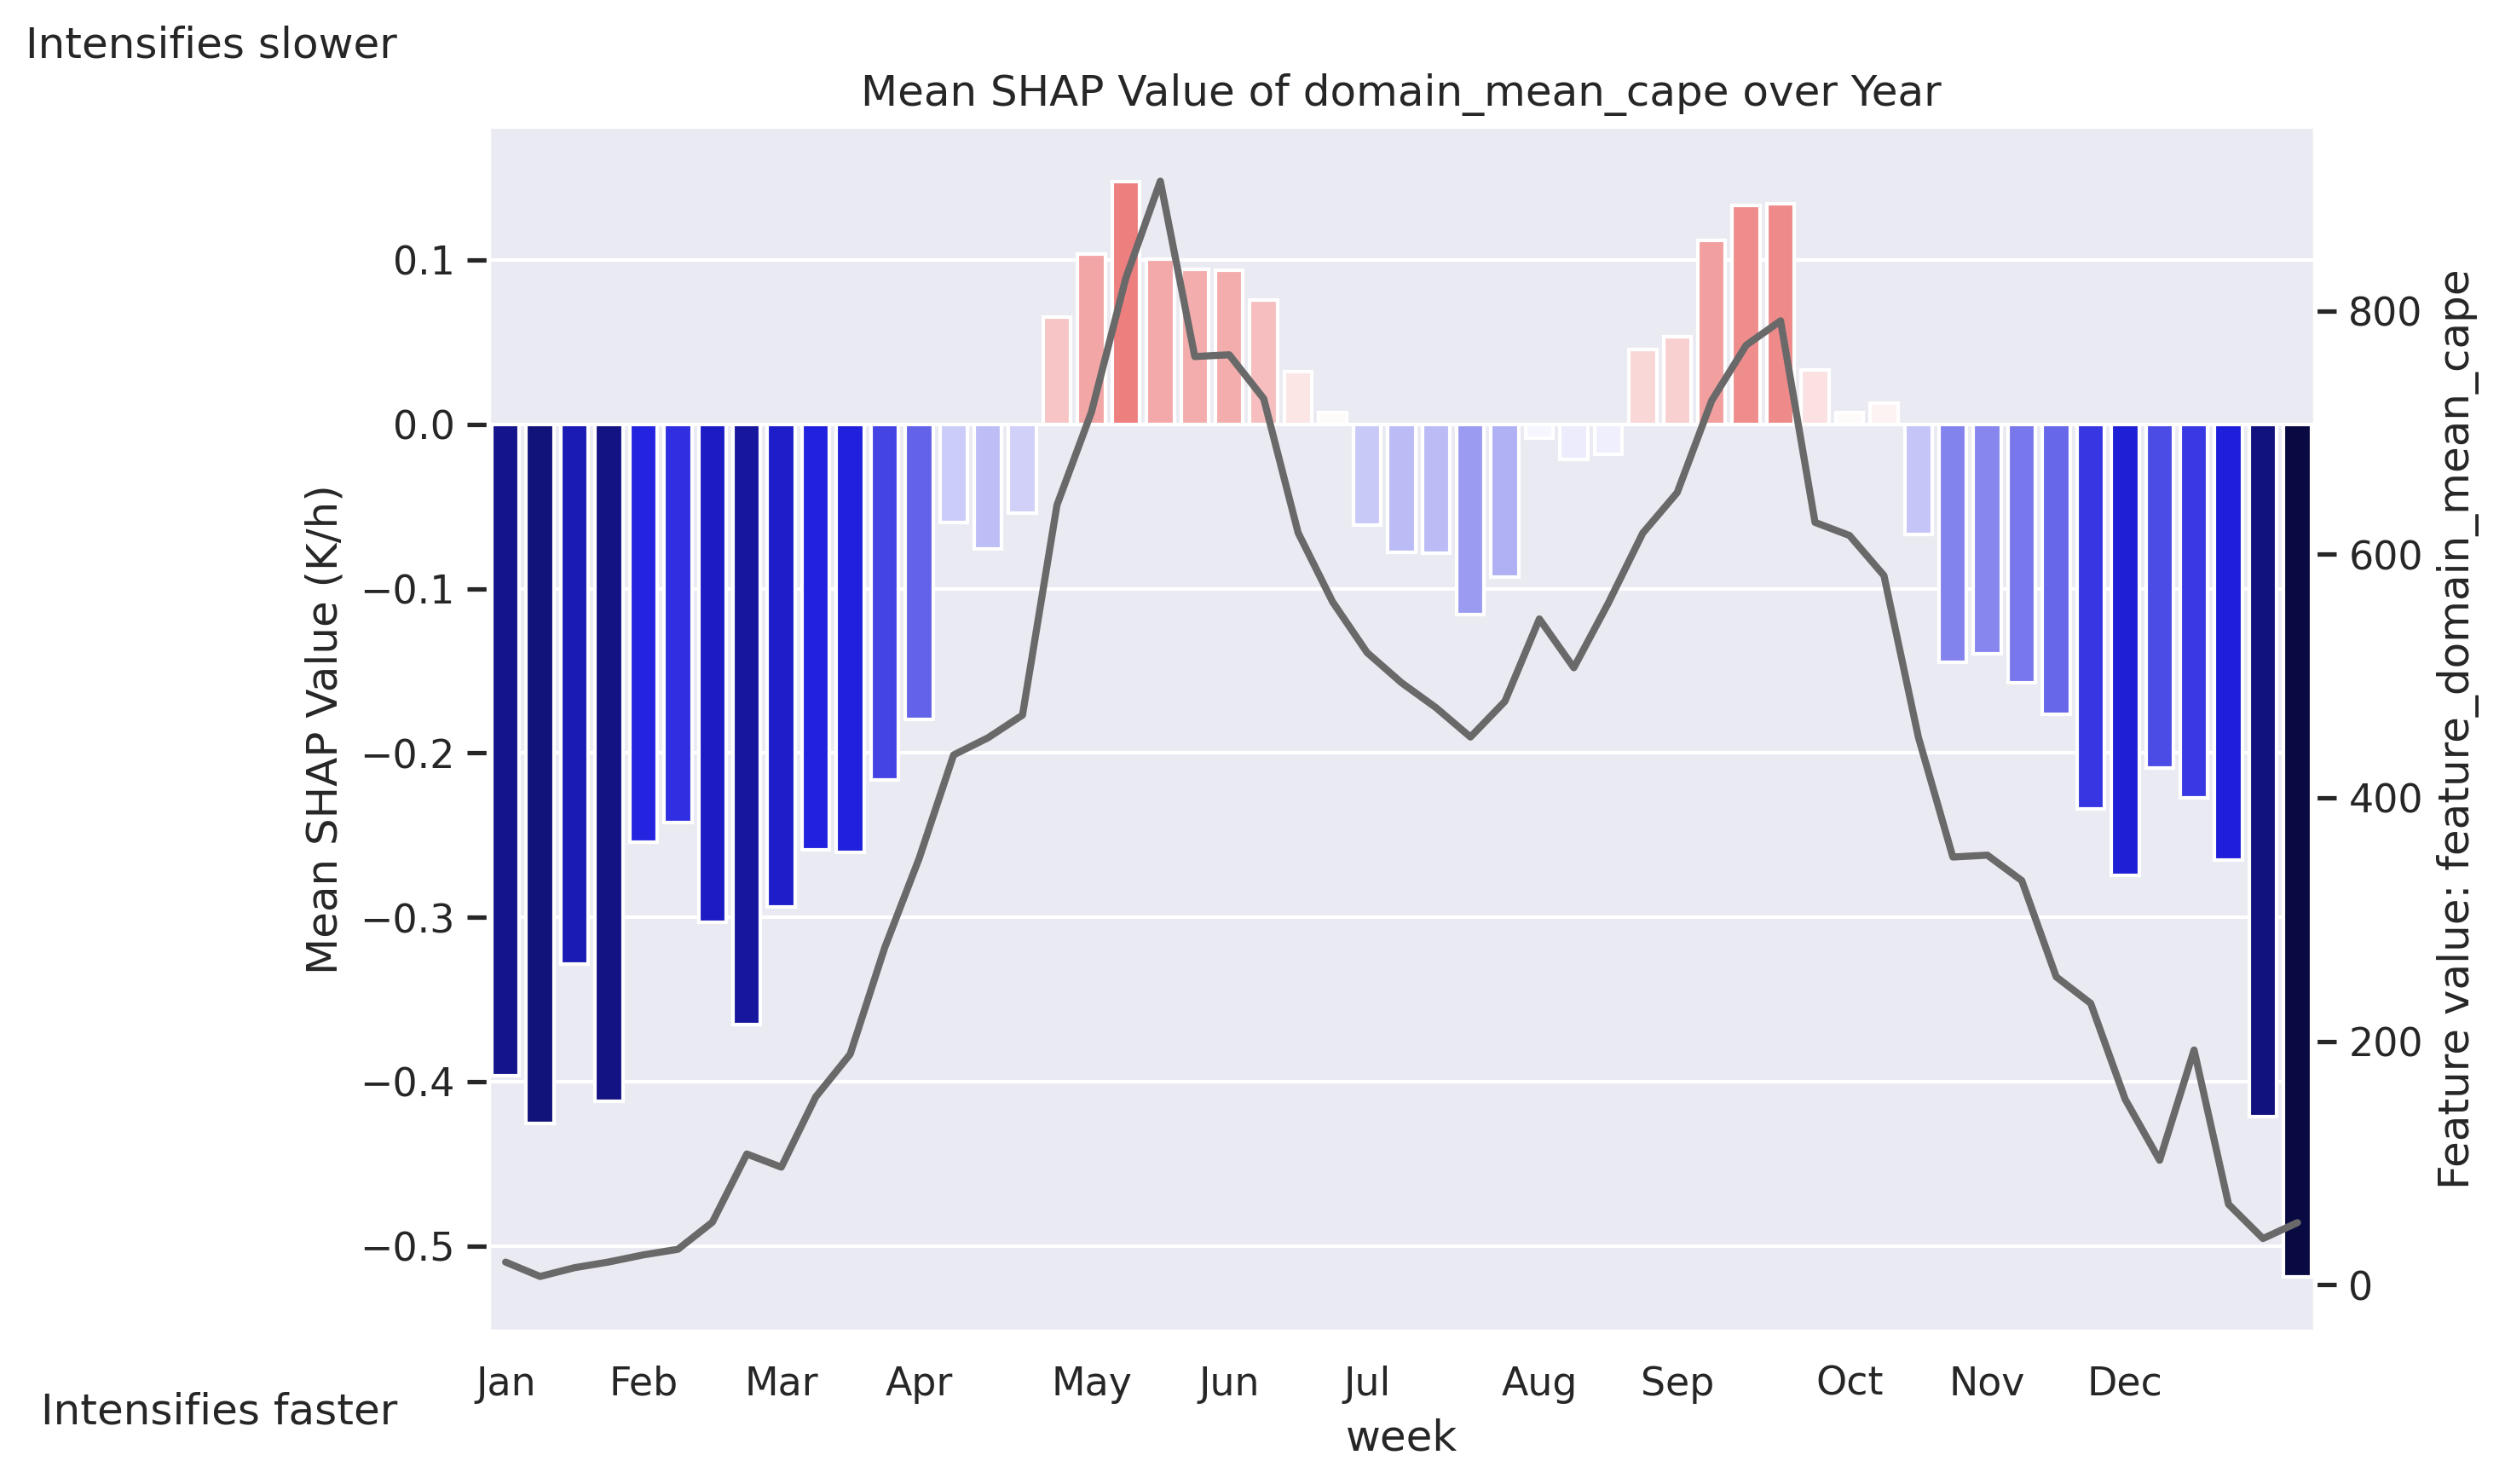 Intensifies slower
Mean SHAP Value of domain_mean_cape over Year
Mean SHAP Value (K/h)
0.1
0.0
−0.1
−0.2
−0.3
−0.4
−0.5
800
600
400
200
0
Feature value: feature_domain_mean_cape
Jan Feb Mar Apr May Jun Jul Aug Sep Oct Nov Dec
week
Intensifies faster